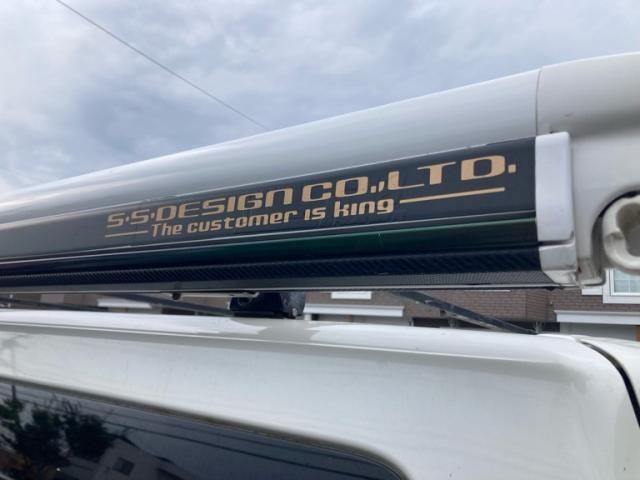 S·S·DESIGN CO.,LTD.
The customer is king